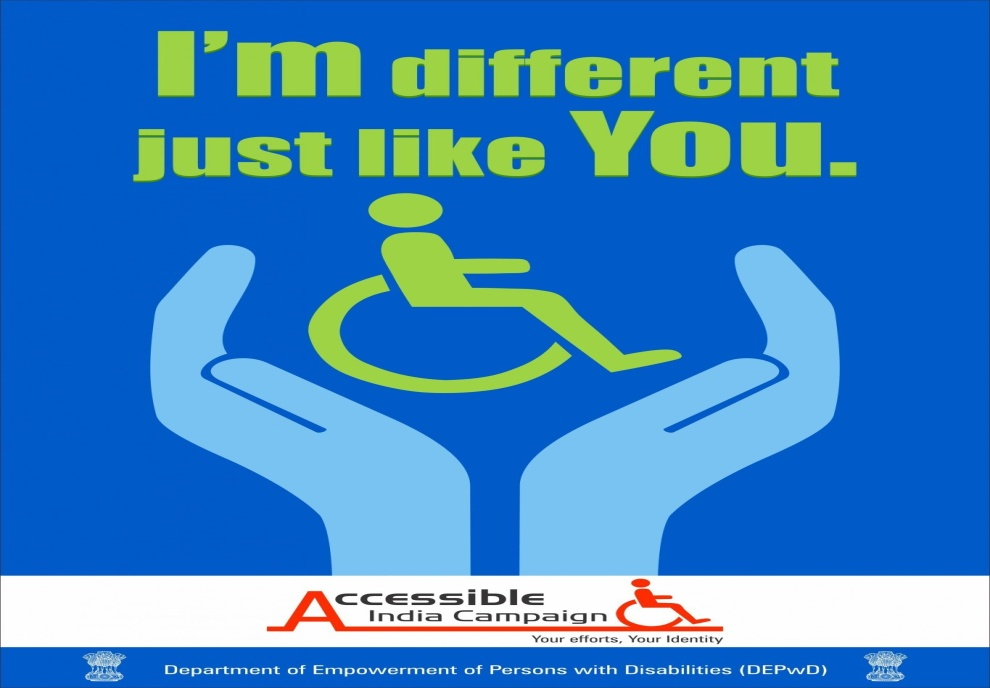 I'm different
just like You.
Accessible
India Campaign
Your efforts, Your Identity
Department of Empowerment of Persons with Disabilities (DEPwD)